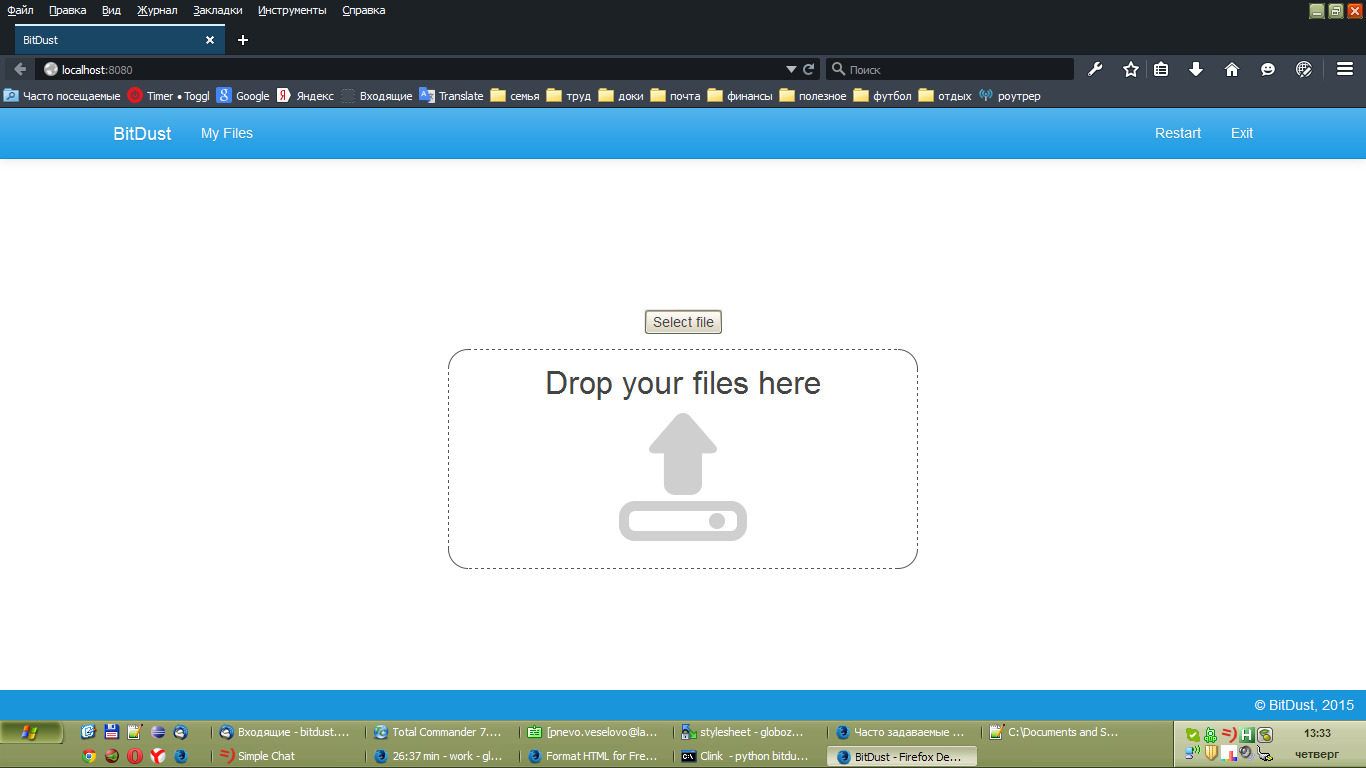 Файл Правка Вид Журнал Закладки Инструменты Справка
BitDust
localhost:8080
Поиск
Часто посещаемые Timer • Toggl Google Яндекс Входящие Translate семья труд доки почта финансы полезное футбол отдых роутрер
BitDust My Files Restart Exit
Select file
Drop your files here
© BitDust, 2015
Входящие - bitdust.... Total Commander 7.... [pnevo.veselovo@la... stylesheet - globoz... Часто задаваемые ... C:\Documents and S...
Simple Chat 26:37 min - work - gl... Format HTML for Fre... Clink - python bitdu... BitDust - Firefox De...
13:33
четверг